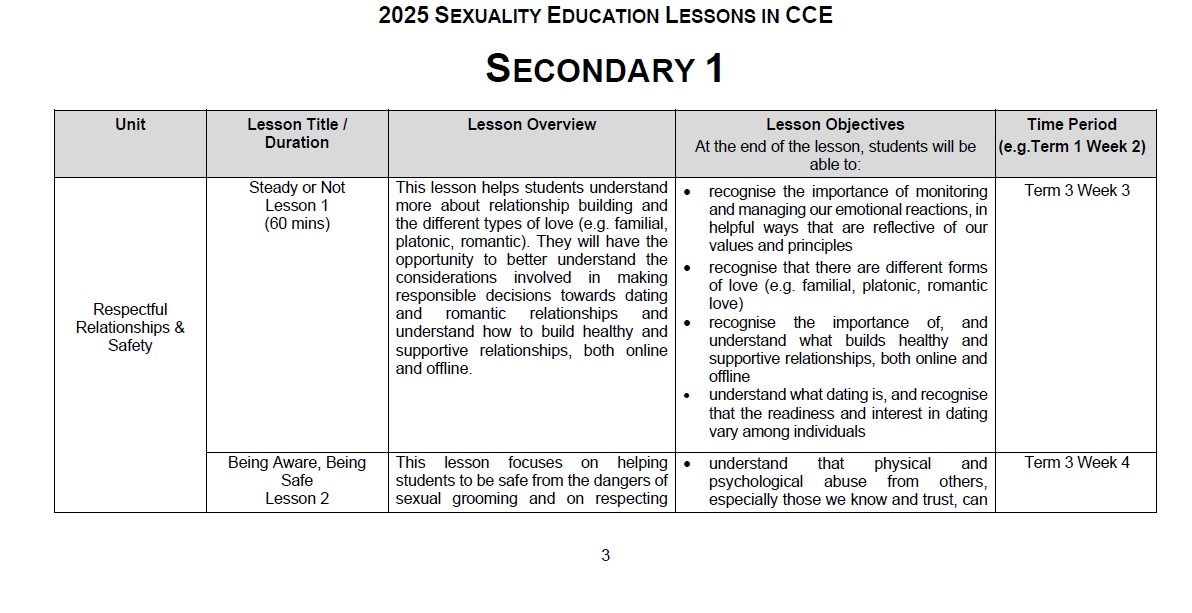 2025 SEXUALITY EDUCATION LESSONS IN CCE
SECONDARY 1
Unit
Lesson Title /
Duration
Lesson Overview
Lesson Objectives
At the end of the lesson, students will be
able to:
Time Period
(e.g.Term 1 Week 2)
Respectful
Relationships &
Safety
Steady or Not
Lesson 1
(60 mins)
This lesson helps students understand
more about relationship building and
the different types of love (e.g. familial,
platonic, romantic). They will have the
opportunity to better understand the
considerations involved in making
responsible decisions towards dating
and romantic relationships and
understand how to build healthy and
supportive relationships, both online
and offline.
• recognise the importance of monitoring
and managing our emotional reactions, in
helpful ways that are reflective of our
values and principles
• recognise that there are different forms
of love (e.g. familial, platonic, romantic
love)
• recognise the importance of, and
understand what builds healthy and
supportive relationships, both online and
offline
• understand what dating is, and recognise
that the readiness and interest in dating
vary among individuals
Term 3 Week 3
Being Aware, Being
Safe
Lesson 2
This lesson focuses on helping
students to be safe from the dangers of
sexual grooming and on respecting
• understand that physical and
psychological abuse from others,
especially those we know and trust, can
Term 3 Week 4
3